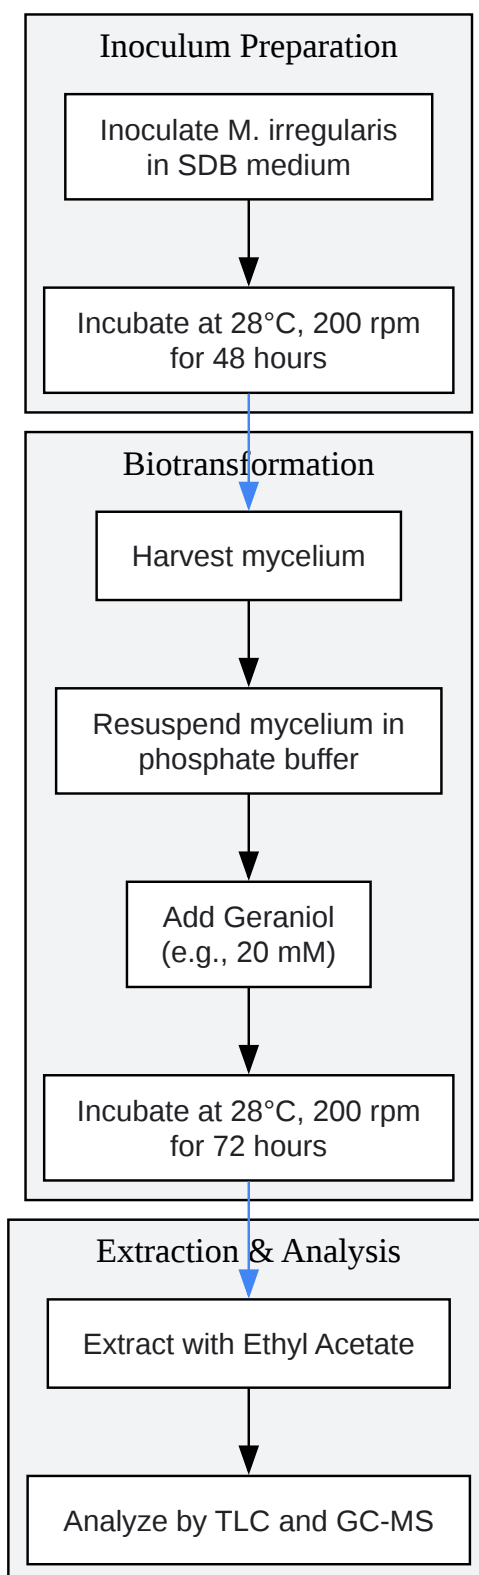 Inoculum Preparation
Inoculate M. irregularis
in SDB medium
Incubate at 28°C, 200 rpm
for 48 hours
Biotransformation
Harvest mycelium
Resuspend mycelium in
phosphate buffer
Add Geraniol
(e.g., 20 mM)
Incubate at 28°C, 200 rpm
for 72 hours
Extraction & Analysis
Extract with Ethyl Acetate
Analyze by TLC and GC-MS